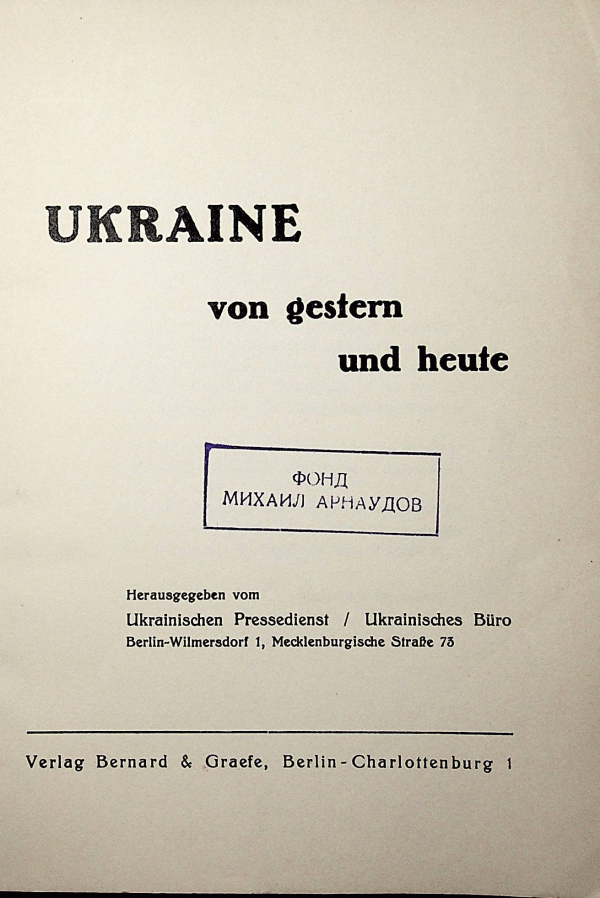 UKRAINE
von gestern
und heute
ФОНД
МИХАИЛ АРНАУДОВ
Herausgegeben vom
Ukrainischen Pressedienst / Ukrainisches Büro
Berlin-Wilmersdorf 1, Mecklenburgische Straße 73
Verlag Bernard & Graefe, Berlin-Charlottenburg 1